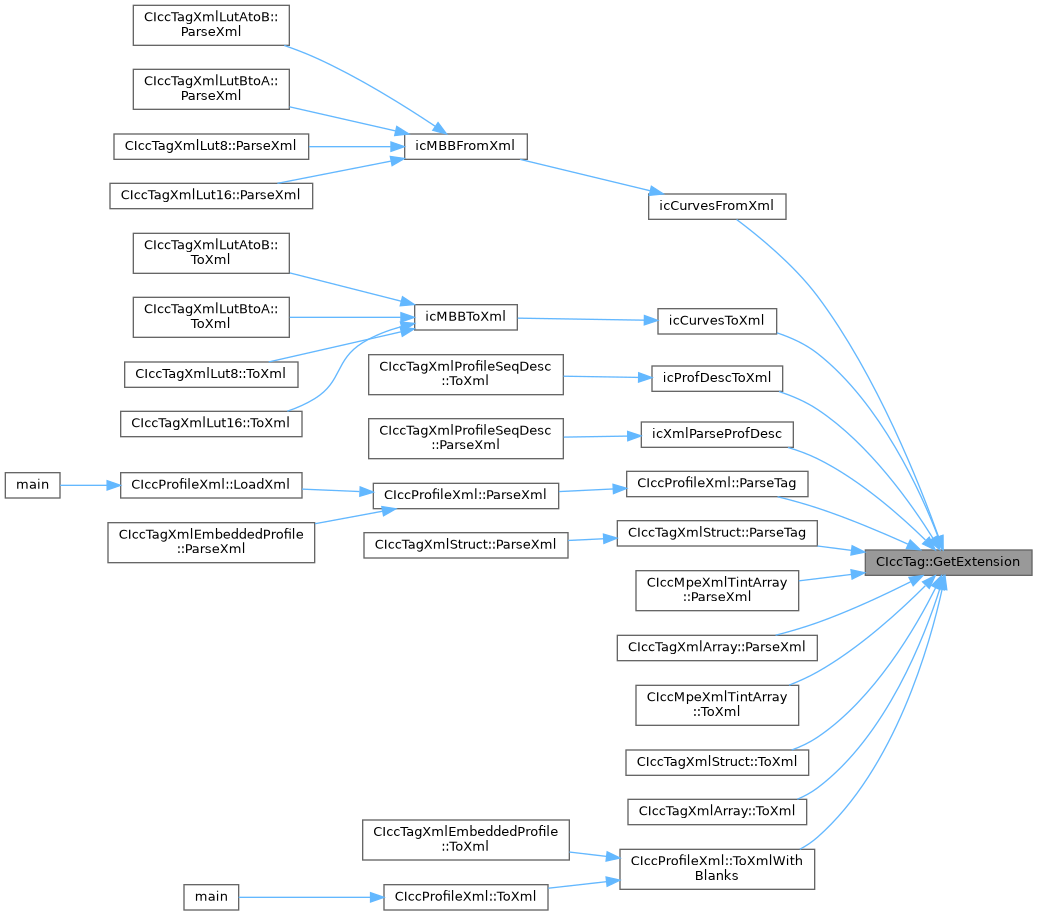 CIccTagXmlLutAtoB::
ParseXml
CIccTagXmlLutBtoA::
ParseXml
CIccTagXmlLut8::ParseXml
icMBBFromXml
CIccTagXmlLut16::ParseXml
icCurvesFromXml
CIccTagXmlLutAtoB::
ToXml
CIccTagXmlLutBtoA::
ToXml
icMBBToXml
icCurvesToXml
CIccTagXmlLut8::ToXml
CIccTagXmlProfileSeqDesc
::ToXml
icProfDescToXml
CIccTagXmlLut16::ToXml
CIccTagXmlProfileSeqDesc
::ParseXml
icXmlParseProfDesc
main
CIccProfileXml::LoadXml
CIccProfileXml::ParseXml
CIccProfileXml::ParseTag
CIccTagXmlEmbeddedProfile
::ParseXml
CIccTagXmlStruct::ParseXml
CIccTagXmlStruct::ParseTag
CIccTag::GetExtension
CIccMpeXmlTintArray
::ParseXml
CIccTagXmlArray::ParseXml
CIccMpeXmlTintArray
::ToXml
CIccTagXmlStruct::ToXml
CIccTagXmlArray::ToXml
CIccTagXmlEmbeddedProfile
::ToXml
CIccProfileXml::ToXmlWith
Blanks
main
CIccProfileXml::ToXml